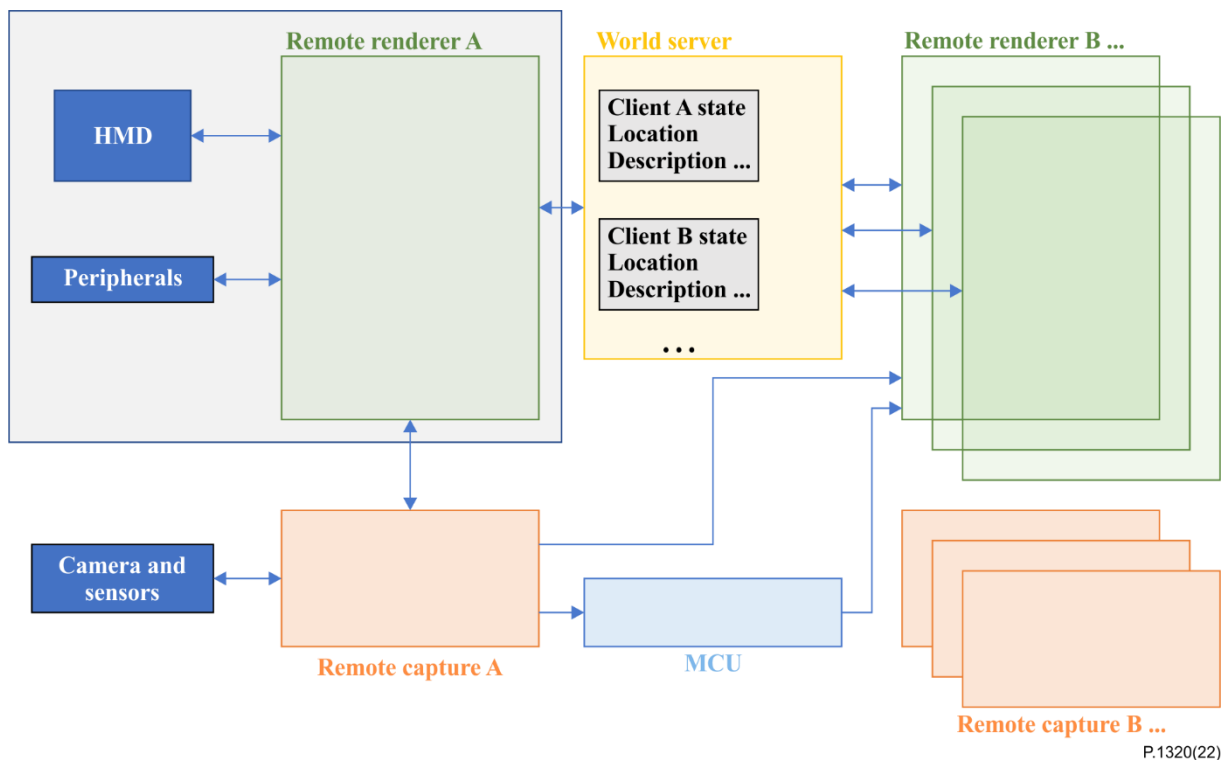 Remote renderer A
World server
Remote renderer B ...
HMD
Client A state
Location
Description ...
Peripherals
Client B state
Location
Description ...
...
Camera and
sensors
Remote capture A
MCU
Remote capture B ...
P.1320(22)